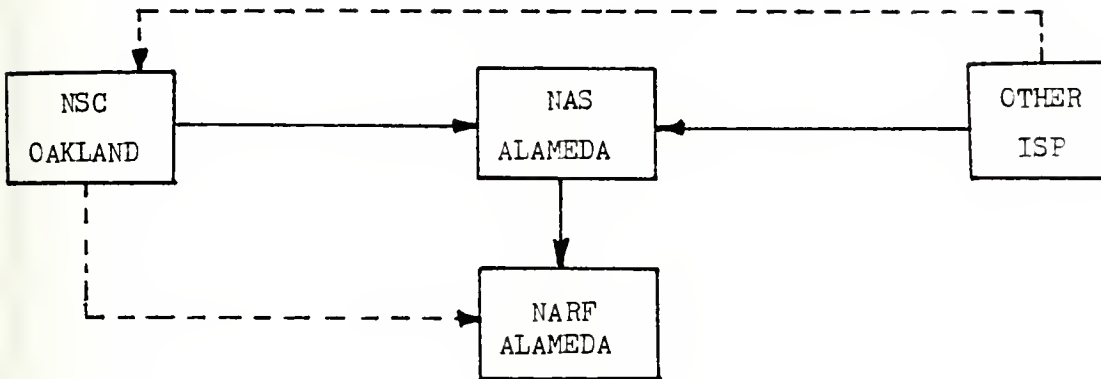 NSC
OAKLAND
NAS
ALAMEDA
OTHER
ISP
NARF
ALAMEDA